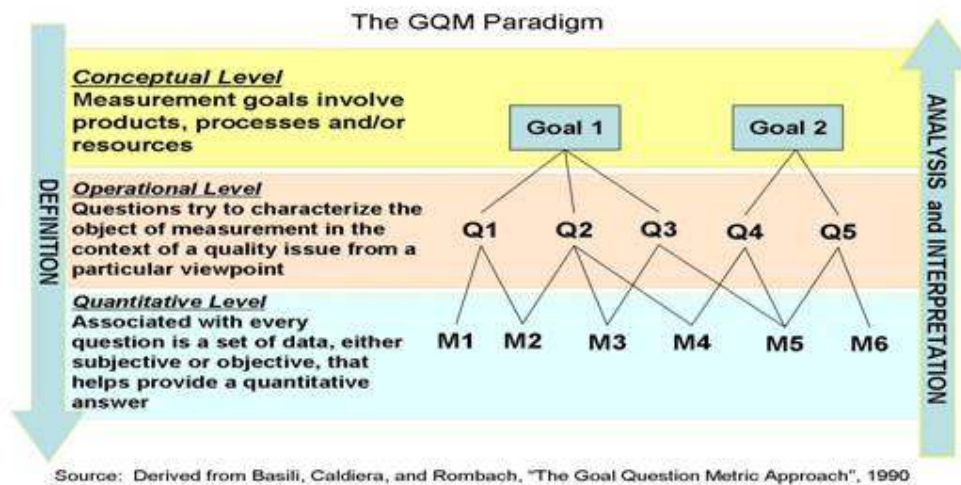 The GQM Paradigm
DEFINITION
Conceptual Level
Measurement goals involve
products, processes and/or
resources
Goal 1
Goal 2
Operational Level
Questions try to characterize the
object of measurement in the
context of a quality issue from a
particular viewpoint
Q1 Q2 Q3 Q4 Q5
Quantitative Level
Associated with every
question is a set of data, either
subjective or objective, that
helps provide a quantitative
answer
M1 M2 M3 M4 M5 M6
ANALYSIS and INTERPRETATION
Source: Derived from Basili, Caldiera, and Rombach, "The Goal Question Metric Approach", 1990